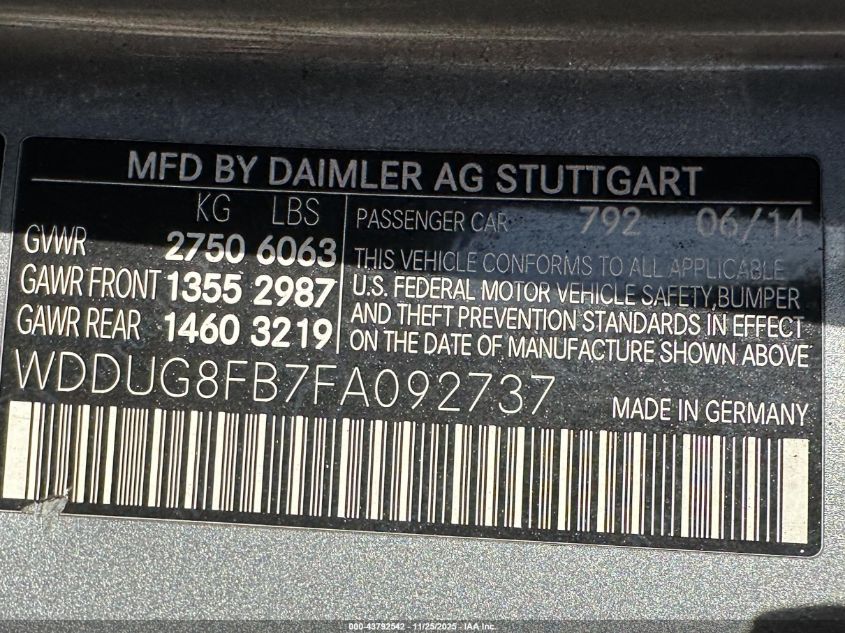 MFD BY DAIMLER AG STUTTGART
KG LBS
GVWR 2750 6063
GAWR FRONT 1355 2987
GAWR REAR 1460 3219
PASSENGER CAR 792 06/14
THIS VEHICLE CONFORMS TO ALL APPLICABLE
U.S. FEDERAL MOTOR VEHICLE SAFETY,BUMPER
AND THEFT PREVENTION STANDARDS IN EFFECT
ON THE DATE OF MANUFACTURE SHOWN ABOVE
WDDUG8FB7FA092737 MADE IN GERMANY
000-43792542 - 11/25/2025 - IAA Inc.